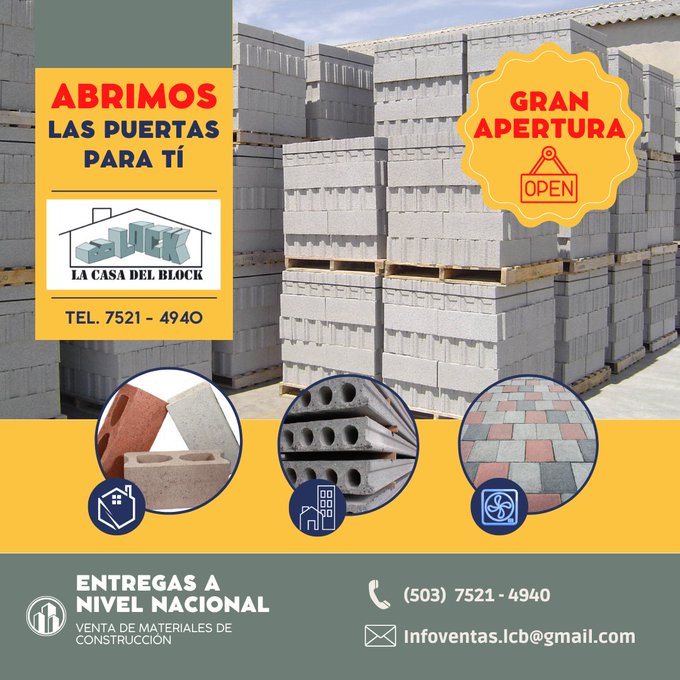 ABRIMOS
LAS PUERTAS
PARA TÍ
BLOCK
LA CASA DEL BLOCK
TEL. 7521 - 4940
GRAN
APERTURA
OPEN
ENTREGAS A
NIVEL NACIONAL
VENTA DE MATERIALES DE
CONSTRUCCIÓN
(503) 7521 - 4940
Infoventas.lcb@gmail.com